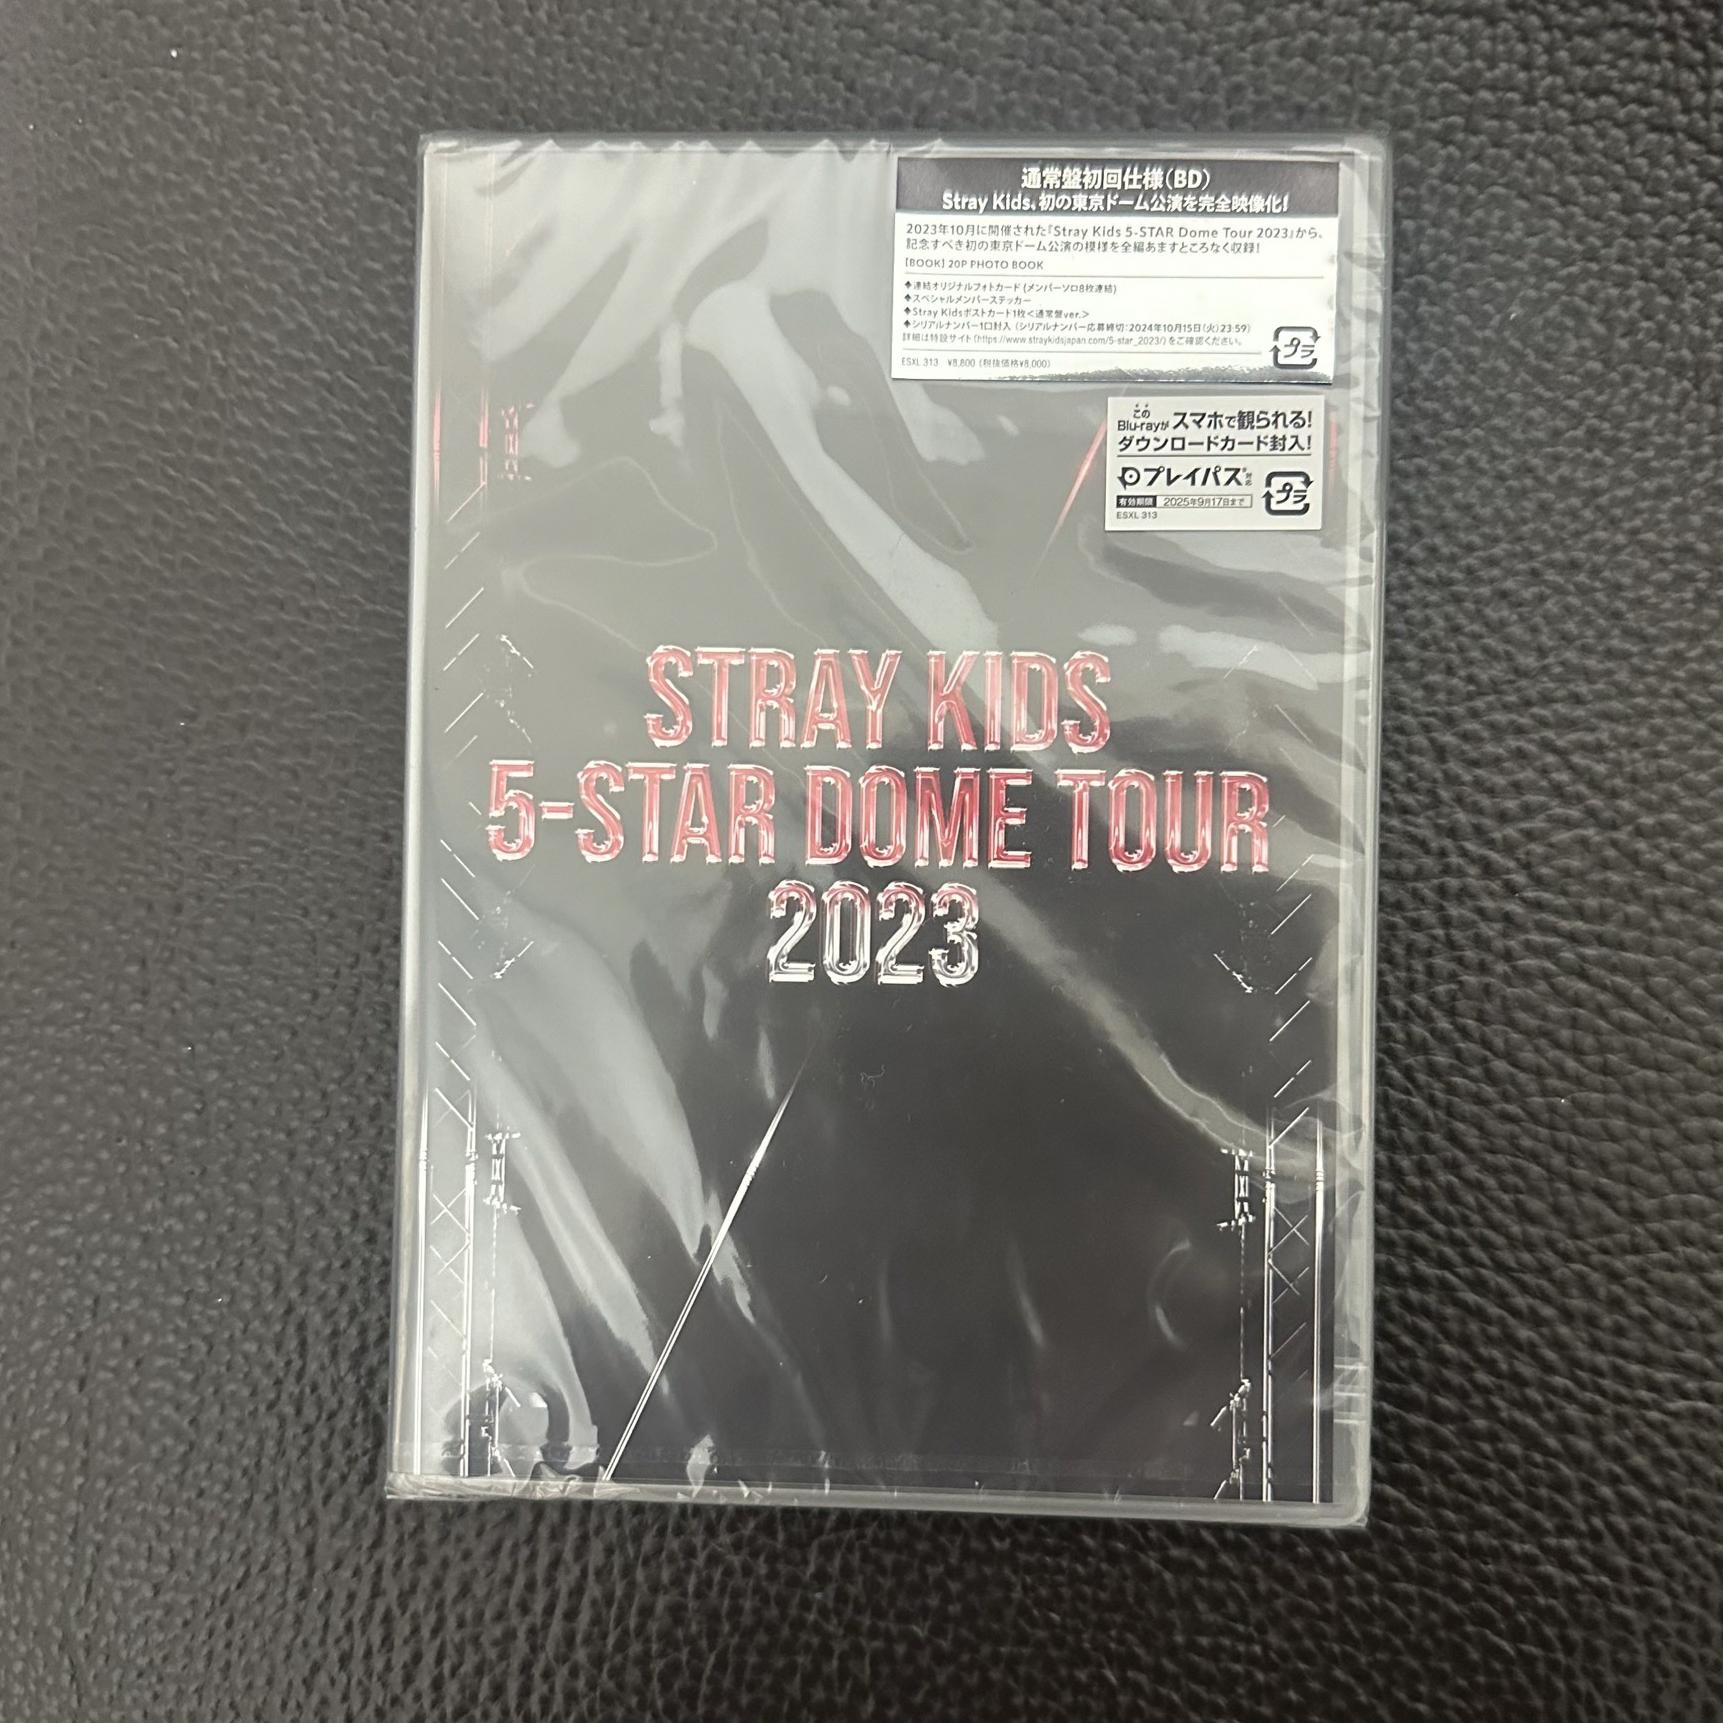 通常盤初回仕様(BD)
Stray Kids、初の東京ドーム公演を完全映像化!
2023年10月に開催された『Stray Kids 5-STAR Dome Tour 2023』から、
記念すべき初の東京ドーム公演の模様を全編あますところなく収録!
【BOOK】20P PHOTO BOOK
◆連結オリジナルフォトカード (メンバーソロ8枚連結)
◆スペシャルメンバーステッカー
◆Stray Kidsポストカード1枚<通常盤ver.>
◆シリアルナンバー1口封入 (シリアルナンバー応募締切:2024年10月15日(火)23:59)
詳細は特設サイト(https://www.straykidsjapan.com/5-star_2023/)をご確認ください。
ESXL 313 ¥8,800 (税抜価格¥8,000)
プラ
この
Blu-rayが スマホで観られる!
ダウンロードカード封入!
プレイパス®対応
有効期限 2025年9月17日まで
ESXL 313
プラ
STRAY KIDS
5-STAR DOME TOUR
2023